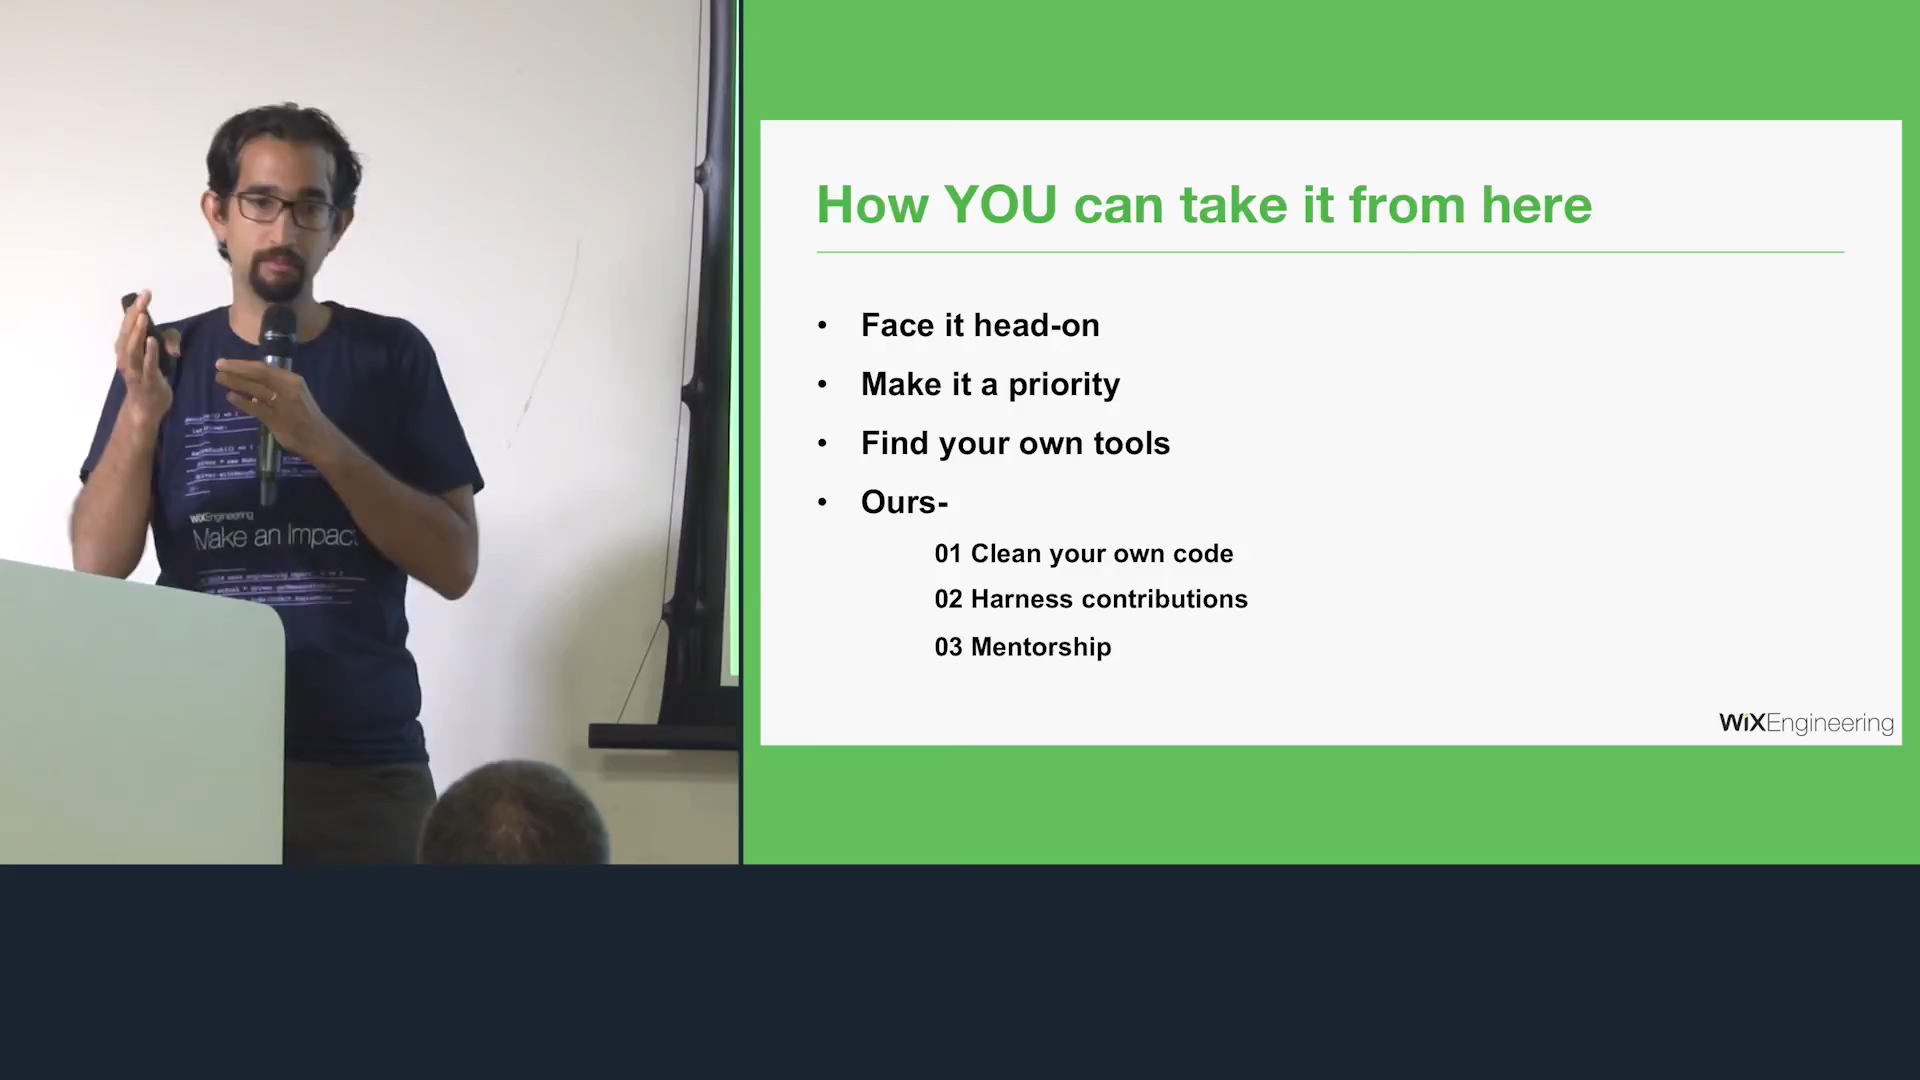 WIXEngineering
Make an Impact
How YOU can take it from here
• Face it head-on
• Make it a priority
• Find your own tools
• Ours-
01 Clean your own code
02 Harness contributions
03 Mentorship
WiXEngineering